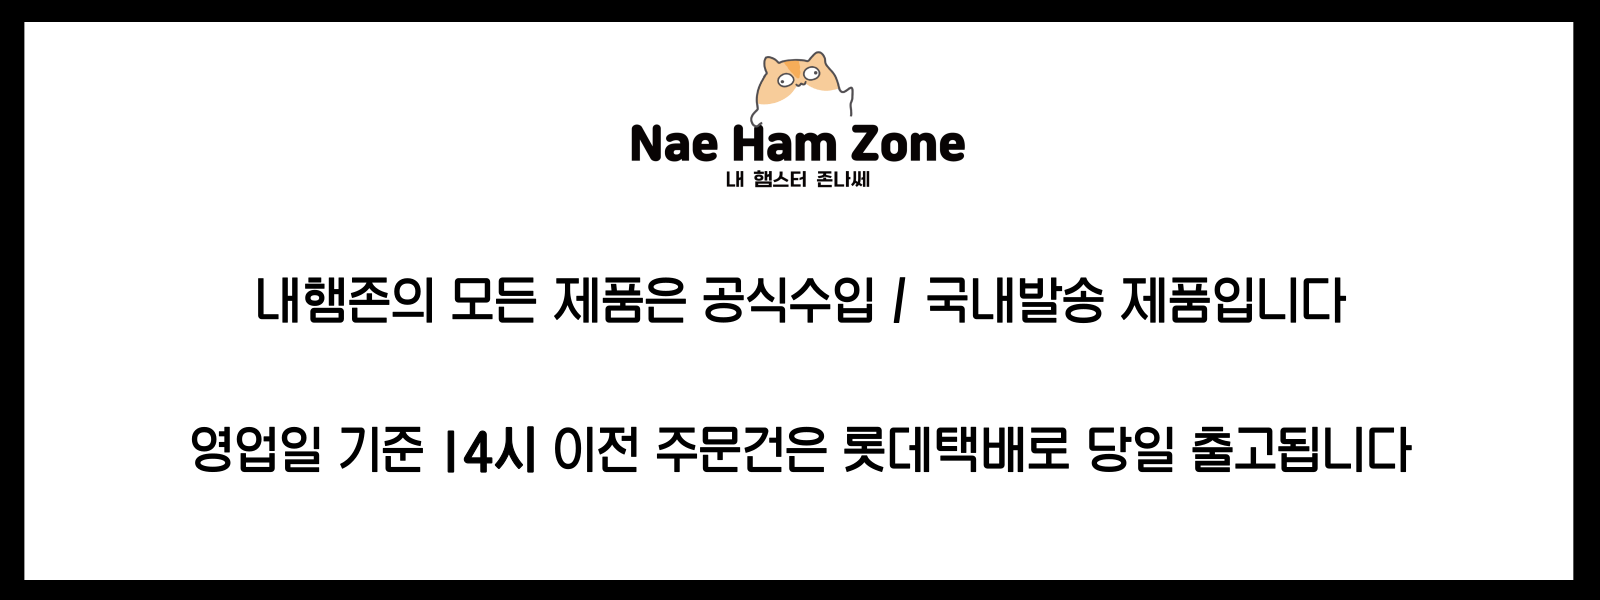 Nae Ham Zone
내 햄스터 존나쎄
내햄존의 모든 제품은 공식수입 / 국내발송 제품입니다
영업일 기준 14시 이전 주문건은 롯데택배로 당일 출고됩니다